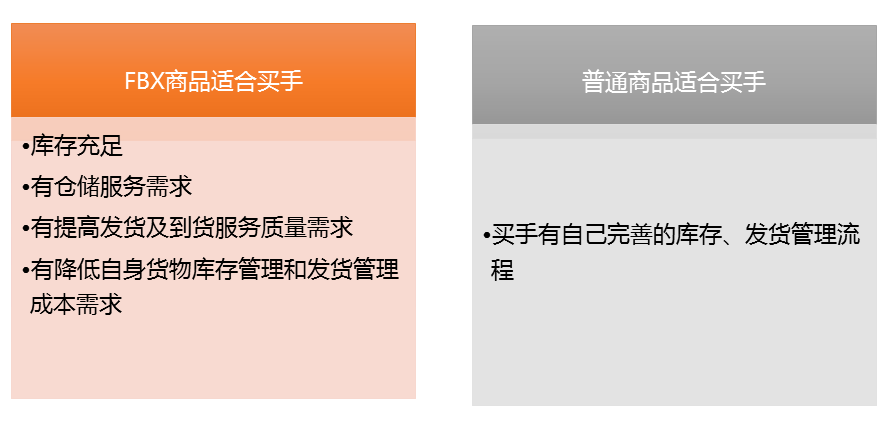 FBX商品适合买手
•库存充足
•有仓储服务需求
•有提高发货及到货服务质量需求
•有降低自身货物库存管理和发货管理
成本需求
普通商品适合买手
•买手有自己完善的库存、发货管理流
程